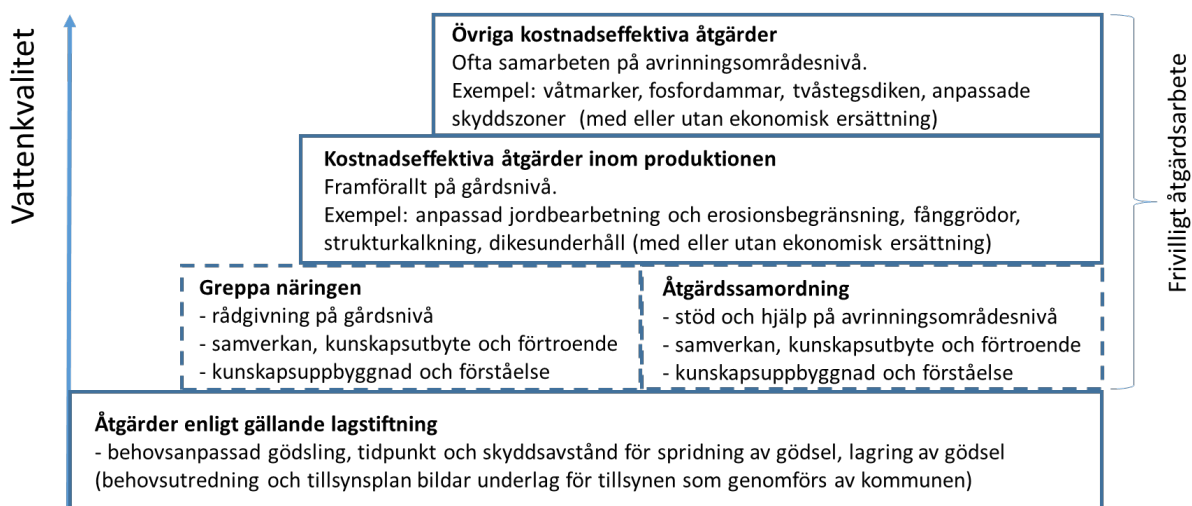 Vattenkvalitet
Övriga kostnadseffektiva åtgärder
Ofta samarbeten på avrinningsområdesnivå.
Exempel: våtmarker, fosfordammar, tvåstegsdiken, anpassade
skyddszoner (med eller utan ekonomisk ersättning)
Kostnadseffektiva åtgärder inom produktionen
Framförallt på gårdsnivå.
Exempel: anpassad jordbearbetning och erosionsbegränsning, fånggrödor,
strukturkalkning, dikesunderhåll (med eller utan ekonomisk ersättning)
Greppa näringen
- rådgivning på gårdsnivå
- samverkan, kunskapsutbyte och förtroende
- kunskapsuppbyggnad och förståelse
Åtgärdssamordning
- stöd och hjälp på avrinningsområdesnivå
- samverkan, kunskapsutbyte och förtroende
- kunskapsuppbyggnad och förståelse
Åtgärder enligt gällande lagstiftning
- behovsanpassad gödsling, tidpunkt och skyddsavstånd för spridning av gödsel, lagring av gödsel
(behovsutredning och tillsynsplan bildar underlag för tillsynen som genomförs av kommunen)
Frivilligt åtgärdsarbete